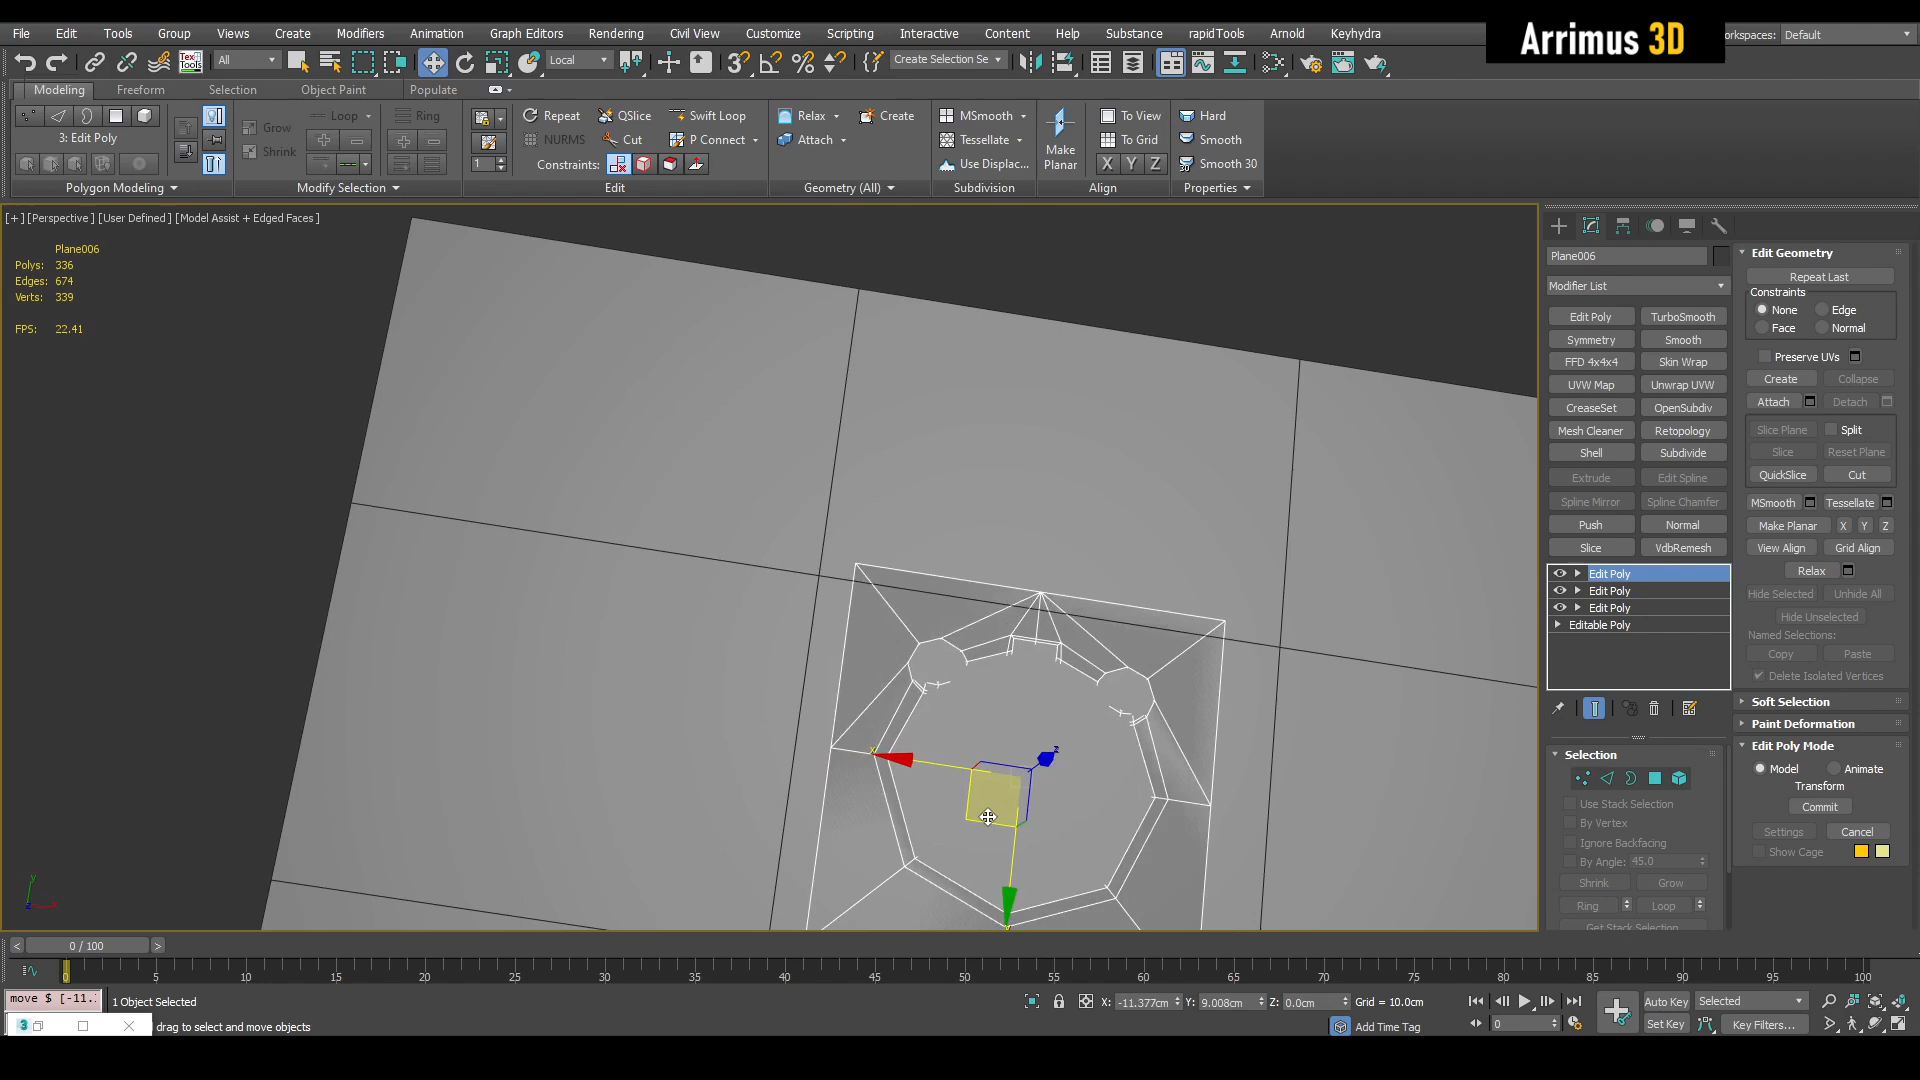 File Edit Tools Group Views Create Modifiers Animation Graph Editors Rendering Civil View Customize Scripting Interactive Content Help Substance rapidTools Arnold Keyhydra
Arrimus 3D
orkspaces: Default
All Local Create Selection Se
Modeling Freeform Selection Object Paint Populate
Grow Loop Ring Repeat QSlice Swift Loop Relax Create MSmooth To View Hard
3: Edit Poly NURMS Cut P Connect Attach Tessellate To Grid Smooth
Shrink 1 Constraints: Use Displac... Make Planar X Y Z Smooth 30
Polygon Modeling Modify Selection Edit Geometry (All) Subdivision Align Properties
[+] [Perspective ] [User Defined ] [Model Assist + Edged Faces ]
Plane006
Polys: 336
Edges: 674
Verts: 339
FPS: 22.41
Plane006
Modifier List
Edit Poly TurboSmooth
Symmetry Smooth
FFD 4x4x4 Skin Wrap
UVW Map Unwrap UVW
CreaseSet OpenSubdiv
Mesh Cleaner Retopology
Shell Subdivide
Extrude Edit Spline
Spline Mirror Spline Chamfer
Push Normal
Slice VdbRemesh
Edit Poly
Edit Poly
Edit Poly
Editable Poly
Selection
Use Stack Selection
By Vertex
Ignore Backfacing
By Angle: 45.0
Shrink Grow
Ring Loop
Get Stack Selection
Edit Geometry
Repeat Last
Constraints
None Edge
Face Normal
Preserve UVs
Create Collapse
Attach Detach
Slice Plane Split
Slice Reset Plane
QuickSlice Cut
MSmooth Tessellate
Make Planar X Y Z
View Align Grid Align
Relax
Hide Selected Unhide All
Hide Unselected
Named Selections:
Copy Paste
Delete Isolated Vertices
Soft Selection
Paint Deformation
Edit Poly Mode
Model Animate
Transform
Commit
Settings Cancel
Show Cage
x z y
y x z
< 0 / 100 >
0 5 10 15 20 25 30 35 40 45 50 55 60 65 70 75 80 85 90 95 100
move $ [-11.: 1 Object Selected X: -11.377cm Y: 9.008cm Z: 0.0cm Grid = 10.0cm Auto Key Selected
3 drag to select and move objects Add Time Tag 0 Set Key Key Filters...